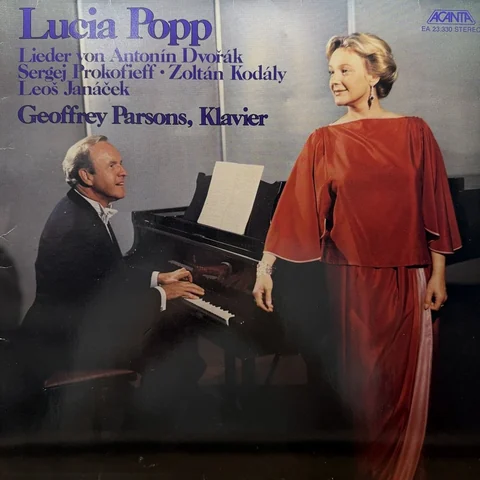 Lucia Popp
Lieder von Antonín Dvořák
Sergej Prokofieff · Zoltán Kodály
Leoš Janáček
Geoffrey Parsons, Klavier
ACANTA
EA 23.330 STEREO